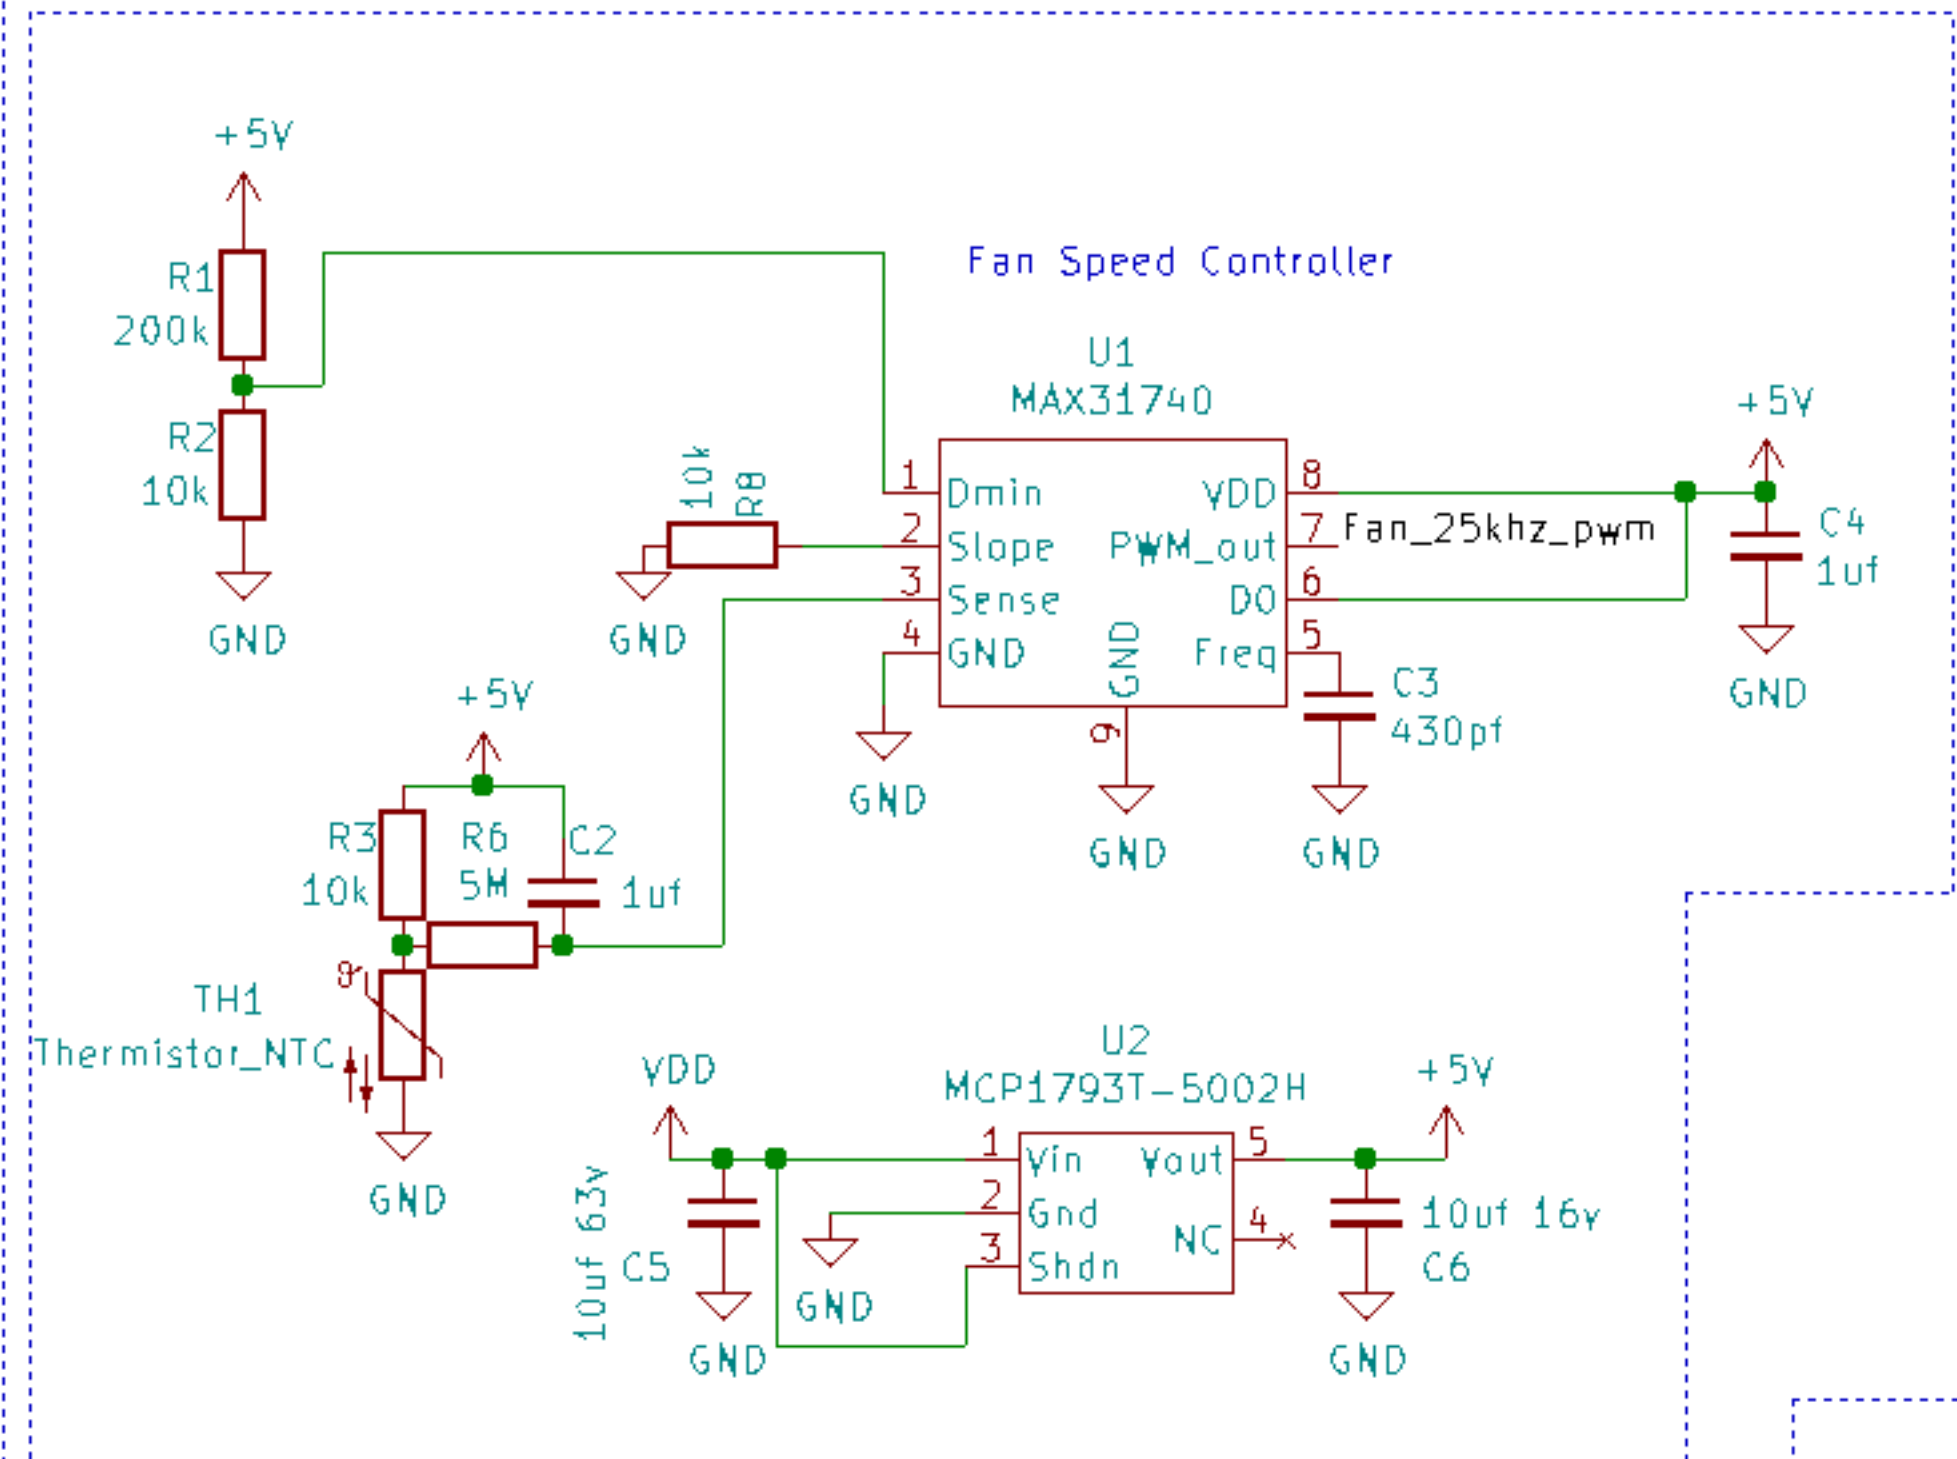 +5V
R1
200k
R2
10k
GND
Fan Speed Controller
U1
MAX31740
10k
R8
GND
1
Dmin
2
Slope
3
Sense
4
GND
GND
9
GND
GND
8
VDD
7
PWM_out
Fan_25khz_pwm
6
DO
5
Freq
C3
430pf
GND
+5V
C4
1uf
GND
+5V
R3
10k
R6
5M
C2
1uf
TH1
Thermistor_NTC
GND
VDD
10uf 63v
C5
GND
GND
U2
MCP1793T-5002H
1
Vin
2
Gnd
3
Shdn
5
Vout
4
NC
+5V
10uf 16v
C6
GND